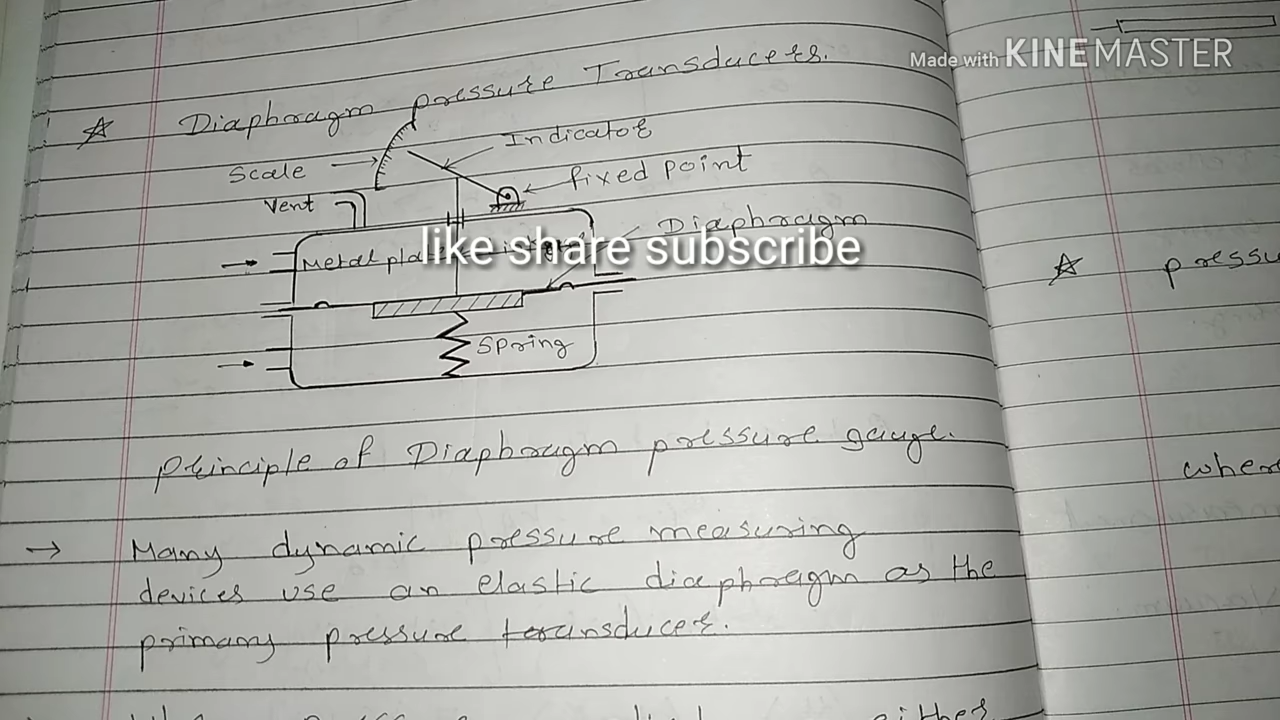 Made with KINEMASTER
☆ Diaphragm pressure Transducers.
Indicator
Scale
fixed point
Vent
Diaphragm
Metal
like share subscribe
Spring
☆ pressu
Principle of Diaphragm pressure gauge.
wher
→ Many dynamic pressure measuring
devices use an elastic diaphragm as the
primary pressure transducer.
either